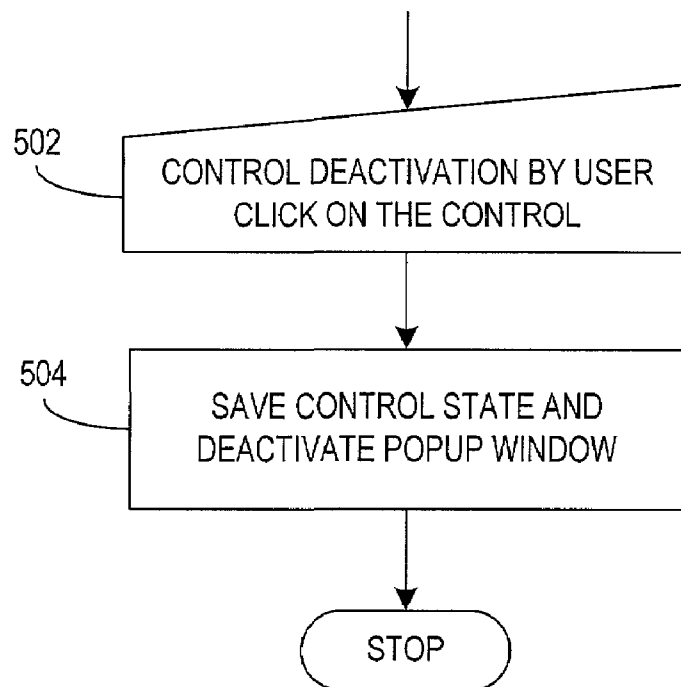 502
CONTROL DEACTIVATION BY USER
CLICK ON THE CONTROL
504
SAVE CONTROL STATE AND
DEACTIVATE POPUP WINDOW
STOP